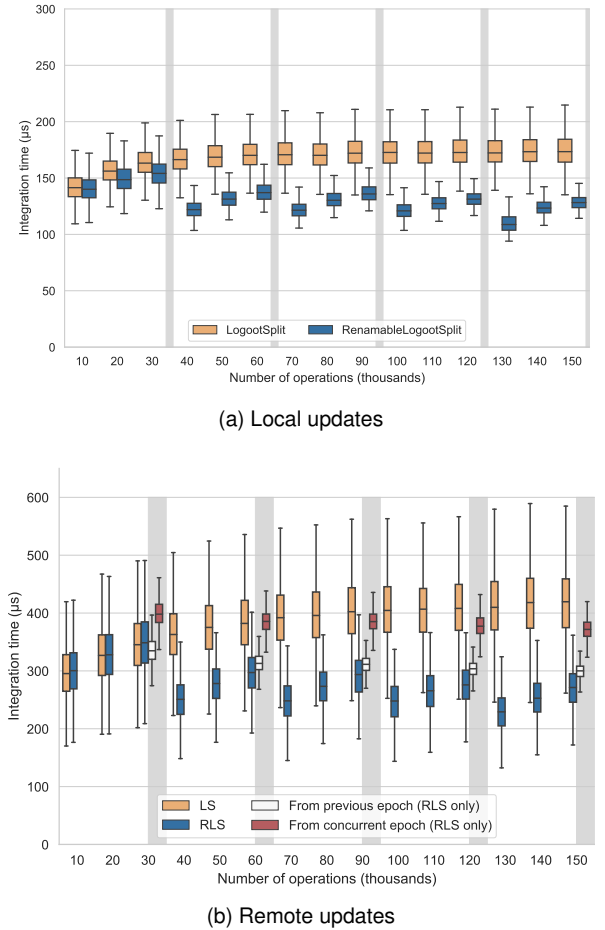 300
250
200
150
100
50
0
Integration time (μs)
LogootSplit RenamableLogootSplit
10 20 30 40 50 60 70 80 90 100 110 120 130 140 150
Number of operations (thousands)
(a) Local updates
600
500
400
300
200
100
0
Integration time (μs)
LS From previous epoch (RLS only)
RLS From concurrent epoch (RLS only)
10 20 30 40 50 60 70 80 90 100 110 120 130 140 150
Number of operations (thousands)
(b) Remote updates